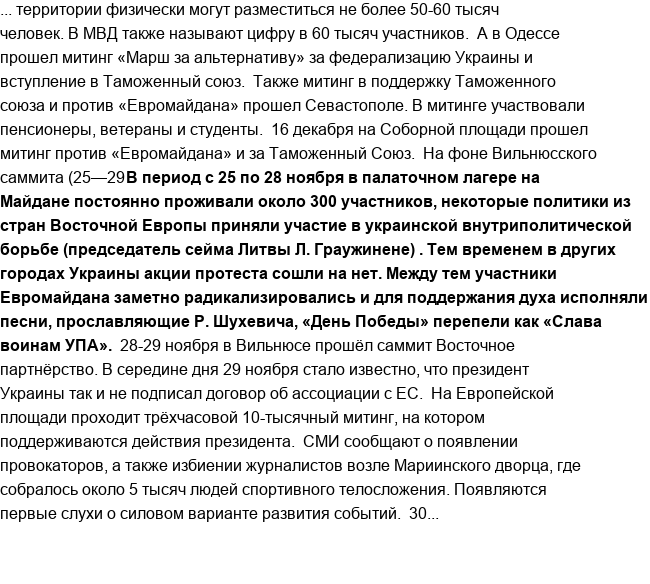 ... территории физически могут разместиться не более 50-60 тысяч
человек. В МВД также называют цифру в 60 тысяч участников.  А в Одессе
прошел митинг «Марш за альтернативу» за федерализацию Украины и
вступление в Таможенный союз.  Также митинг в поддержку Таможенного
союза и против «Евромайдана» прошел Севастополе. В митинге участвовали
пенсионеры, ветераны и студенты.  16 декабря на Соборной площади прошел
митинг против «Евромайдана» и за Таможенный Союз.  На фоне Вильнюсского
саммита (25—29В период с 25 по 28 ноября в палаточном лагере на
Майдане постоянно проживали около 300 участников, некоторые политики из
стран Восточной Европы приняли участие в украинской внутриполитической
борьбе (председатель сейма Литвы Л. Граужинене) . Тем временем в других
городах Украины акции протеста сошли на нет. Между тем участники
Евромайдана заметно радикализировались и для поддержания духа исполняли
песни, прославляющие Р. Шухевича, «День Победы» перепели как «Слава
воинам УПА».  28-29 ноября в Вильнюсе прошёл саммит Восточное
партнёрство. В середине дня 29 ноября стало известно, что президент
Украины так и не подписал договор об ассоциации с ЕС.  На Европейской
площади проходит трёхчасовой 10-тысячный митинг, на котором
поддерживаются действия президента.  СМИ сообщают о появлении
провокаторов, а также избиении журналистов возле Мариинского дворца, где
собралось около 5 тысяч людей спортивного телосложения. Появляются
первые слухи о силовом варианте развития событий.  30...